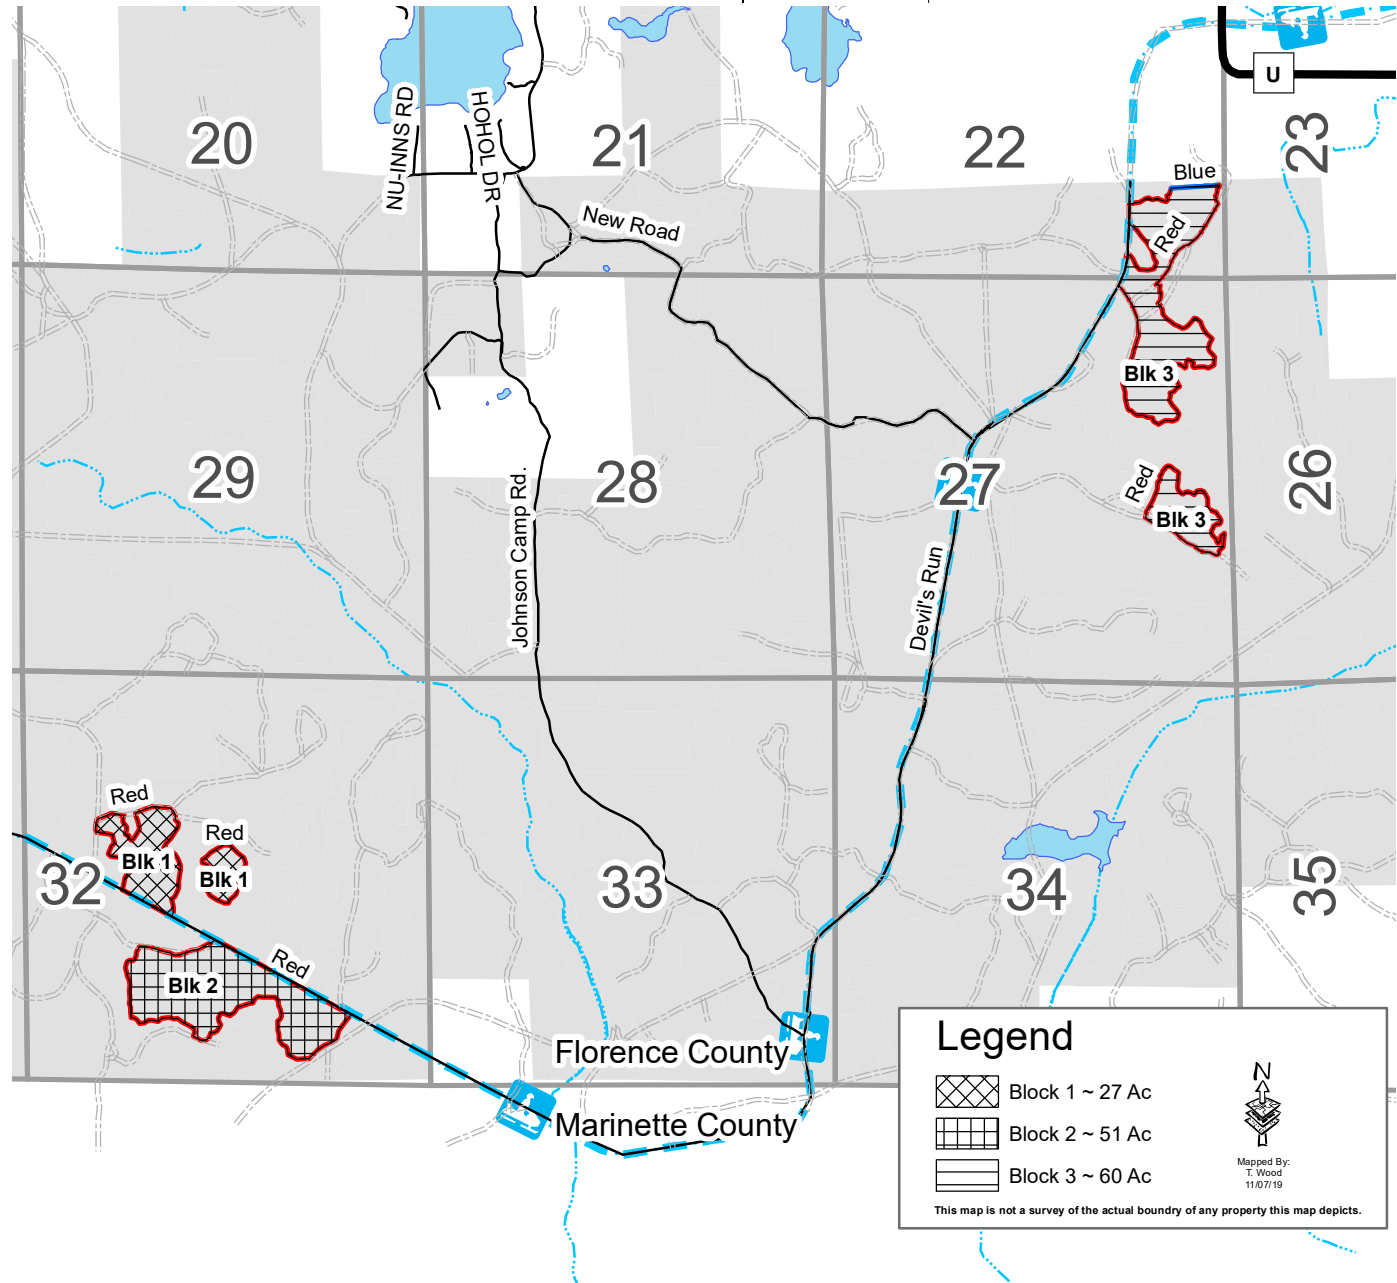 U
20
21
22
23
NU-INNS RD
HOHOL DR
Blue
New Road
Red
29
28
27
26
Blk 3
Red
Blk 3
Johnson Camp Rd.
Devil's Run
Red
Red
Blk 1
Blk 1
32
33
34
35
Red
Blk 2
Florence County
Marinette County
Legend
Block 1 ~ 27 Ac
Block 2 ~ 51 Ac
Block 3 ~ 60 Ac
N
Mapped By:
T. Wood
11/07/19
This map is not a survey of the actual boundry of any property this map depicts.